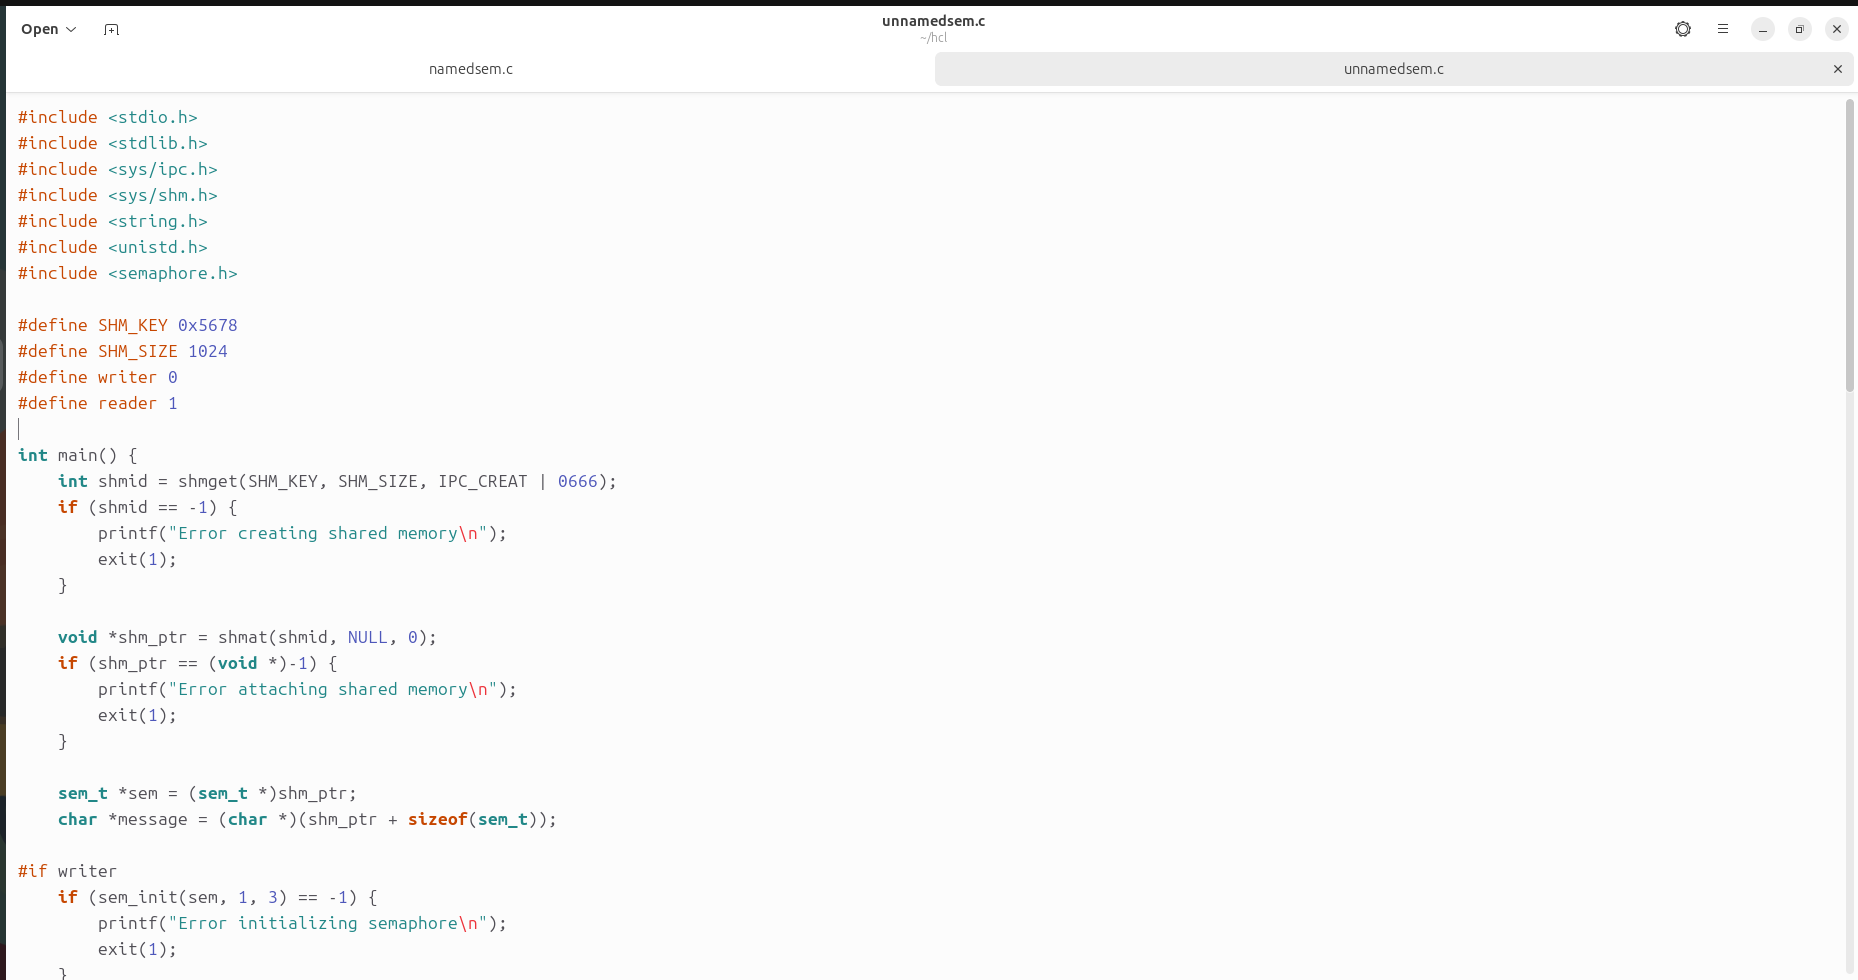 Open
unnamedsem.c
~/hcl
namedsem.c
unnamedsem.c
#include <stdio.h>
#include <stdlib.h>
#include <sys/ipc.h>
#include <sys/shm.h>
#include <string.h>
#include <unistd.h>
#include <semaphore.h>

#define SHM_KEY 0x5678
#define SHM_SIZE 1024
#define writer 0
#define reader 1

int main() {
    int shmid = shmget(SHM_KEY, SHM_SIZE, IPC_CREAT | 0666);
    if (shmid == -1) {
        printf("Error creating shared memory\n");
        exit(1);
    }

    void *shm_ptr = shmat(shmid, NULL, 0);
    if (shm_ptr == (void *)-1) {
        printf("Error attaching shared memory\n");
        exit(1);
    }

    sem_t *sem = (sem_t *)shm_ptr;
    char *message = (char *)(shm_ptr + sizeof(sem_t));

#if writer
    if (sem_init(sem, 1, 3) == -1) {
        printf("Error initializing semaphore\n");
        exit(1);
    }